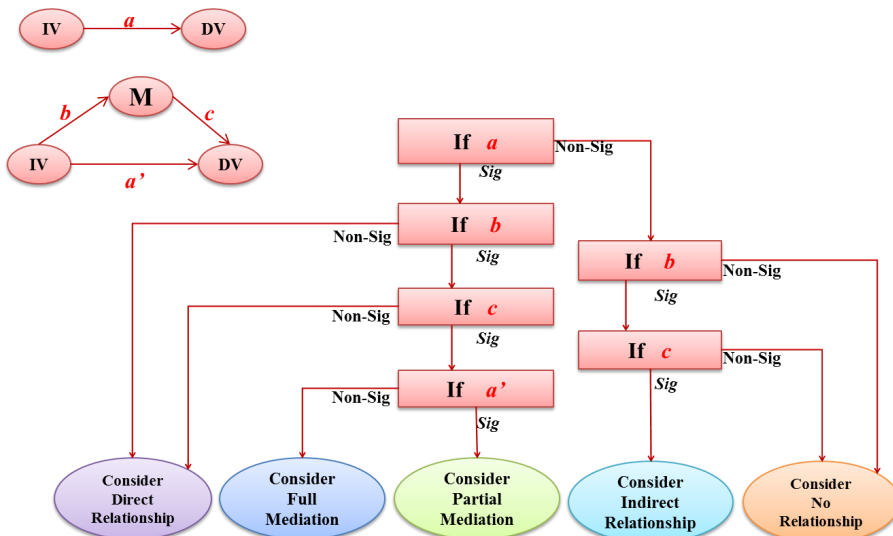 IV a DV
M
b c
IV DV
a’
If a
Non-Sig
Sig
If b
Non-Sig
Sig
If b
Non-Sig
Sig
If c
Non-Sig
Sig
If c
Non-Sig
Sig
If a’
Non-Sig
Sig
Consider
Direct
Relationship
Consider
Full
Mediation
Consider
Partial
Mediation
Consider
Indirect
Relationship
Consider
No
Relationship